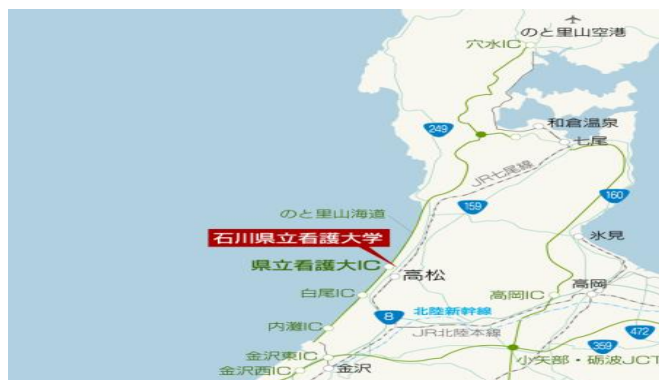 のと里山空港
穴水IC
249
和倉温泉
七尾
JR七尾線
160
のと里山海道
159
石川県立看護大学
氷見
県立看護大IC
高松
白尾IC
高岡IC
高岡
北陸新幹線
8
内灘IC
JR北陸本線
472
359
金沢東IC
小矢部・砺波JCT
金沢西IC
金沢